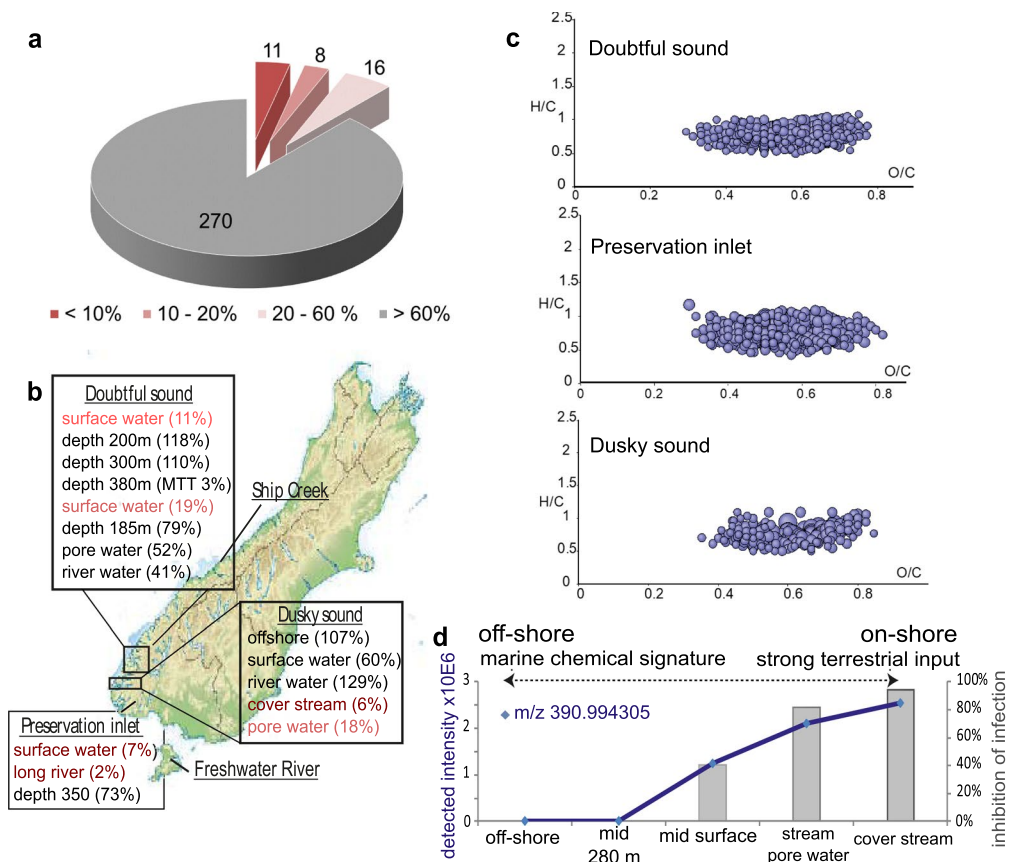 a
11
8
16
270
< 10%
10 - 20%
20 - 60 %
> 60%
b
Doubtful sound
surface water (11%)
depth 200m (118%)
depth 300m (110%)
depth 380m (MTT 3%)
surface water (19%)
depth 185m (79%)
pore water (52%)
river water (41%)
Ship Creek
Dusky sound
offshore (107%)
surface water (60%)
river water (129%)
cover stream (6%)
pore water (18%)
Preservation inlet
surface water (7%)
long river (2%)
depth 350 (73%)
Freshwater River
c
Doubtful sound
2.5
2
1.5
H/C
1
0.5
0
O/C
0
0.2
0.4
0.6
0.8
Preservation inlet
2.5
2
1.5
H/C
1
0.5
0
O/C
0
0.2
0.4
0.6
0.8
Dusky sound
2.5
2
1.5
H/C
1
0.5
0
O/C
0
0.2
0.4
0.6
0.8
d
off-shore
on-shore
marine chemical signature
strong terrestrial input
detected intensity x10E6
3
2
1
0
m/z 390.994305
100%
80%
60%
40%
20%
0%
inhibition of infection
off-shore
mid
280 m
mid surface
stream
pore water
cover stream